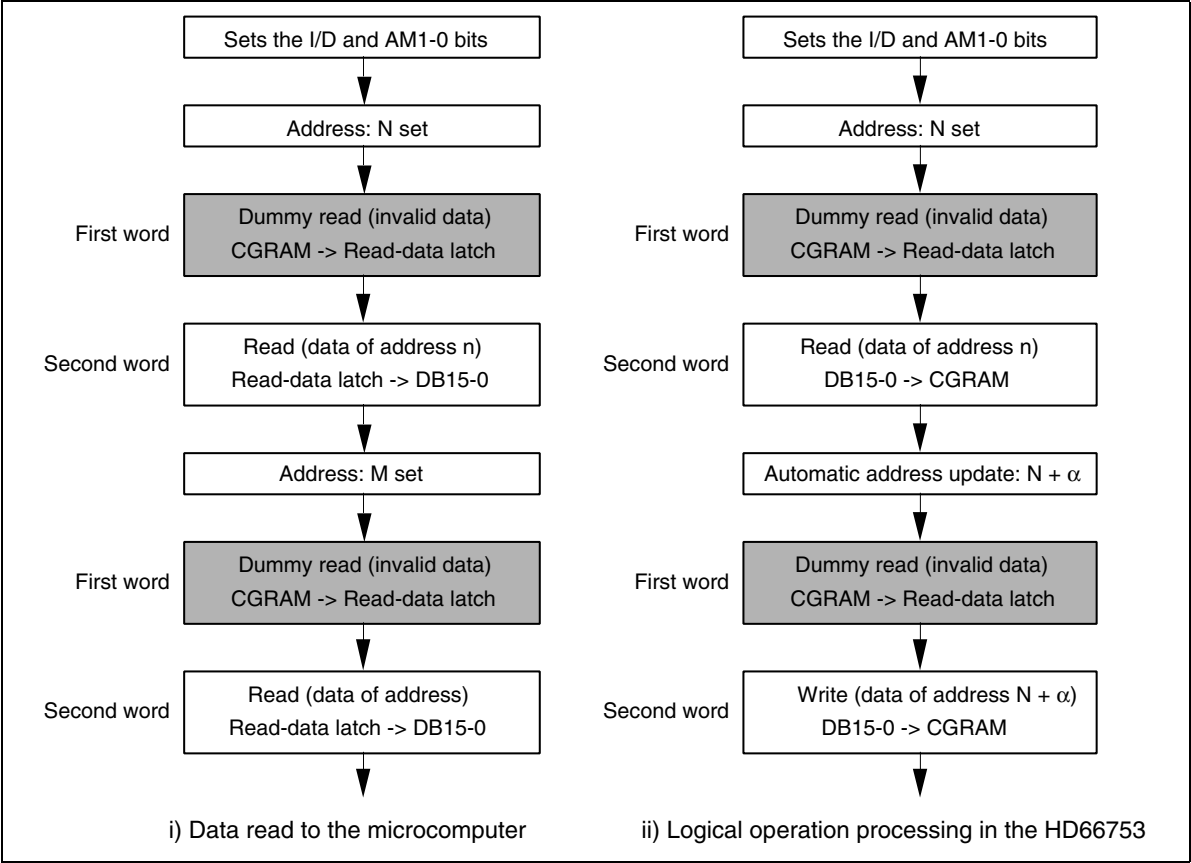 Sets the I/D and AM1-0 bits
Address: N set
First word
Dummy read (invalid data)
CGRAM -> Read-data latch
Second word
Read (data of address n)
Read-data latch -> DB15-0
Address: M set
First word
Dummy read (invalid data)
CGRAM -> Read-data latch
Second word
Read (data of address)
Read-data latch -> DB15-0
i) Data read to the microcomputer
Sets the I/D and AM1-0 bits
Address: N set
First word
Dummy read (invalid data)
CGRAM -> Read-data latch
Second word
Read (data of address n)
DB15-0 -> CGRAM
Automatic address update: N + α
First word
Dummy read (invalid data)
CGRAM -> Read-data latch
Second word
Write (data of address N + α)
DB15-0 -> CGRAM
ii) Logical operation processing in the HD66753